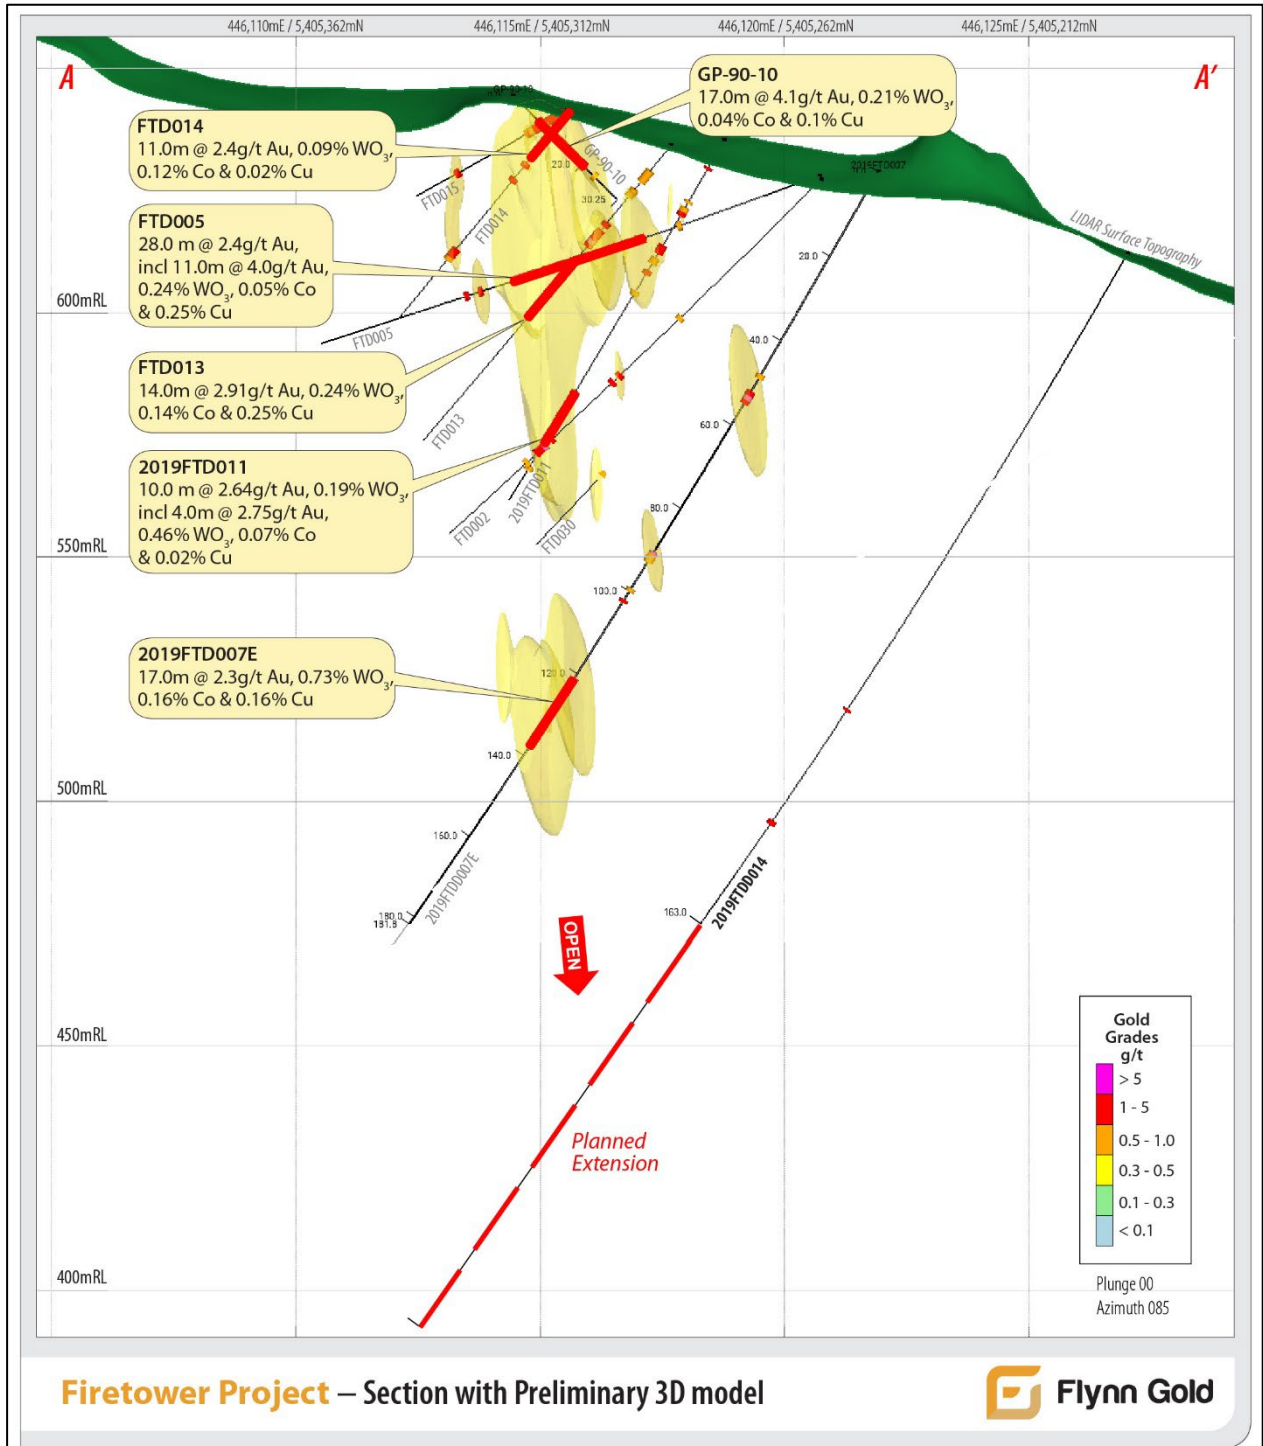 446,110mE / 5,405,362mN
446,115mE / 5,405,312mN
446,120mE / 5,405,262mN
446,125mE / 5,405,212mN
A
A'
GP-90-10
17.0m @ 4.1g/t Au, 0.21% WO₃,
0.04% Co & 0.1% Cu
FTD014
11.0m @ 2.4g/t Au, 0.09% WO₃,
0.12% Co & 0.02% Cu
FTD005
28.0 m @ 2.4g/t Au,
incl 11.0m @ 4.0g/t Au,
0.24% WO₃, 0.05% Co
& 0.25% Cu
FTD013
14.0m @ 2.91g/t Au, 0.24% WO₃,
0.14% Co & 0.25% Cu
2019FTD011
10.0 m @ 2.64g/t Au, 0.19% WO₃,
incl 4.0m @ 2.75g/t Au,
0.46% WO₃, 0.07% Co
& 0.02% Cu
2019FTD007E
17.0m @ 2.3g/t Au, 0.73% WO₃,
0.16% Co & 0.16% Cu
GP-90-10
20.0
30.25
FTD015
FTD014
FTD005
FTD013
FTD002
2019FTD011
FTD030
LIDAR Surface Topography
20.0
40.0
60.0
80.0
100.0
120.0
140.0
160.0
180.0
2019FTDD007E
163.0
2019FTDD014
600mRL
550mRL
500mRL
450mRL
400mRL
OPEN
Planned
Extension
Gold
Grades
g/t
> 5
1 - 5
0.5 - 1.0
0.3 - 0.5
0.1 - 0.3
< 0.1
Plunge 00
Azimuth 085
Firetower Project – Section with Preliminary 3D model
Flynn Gold